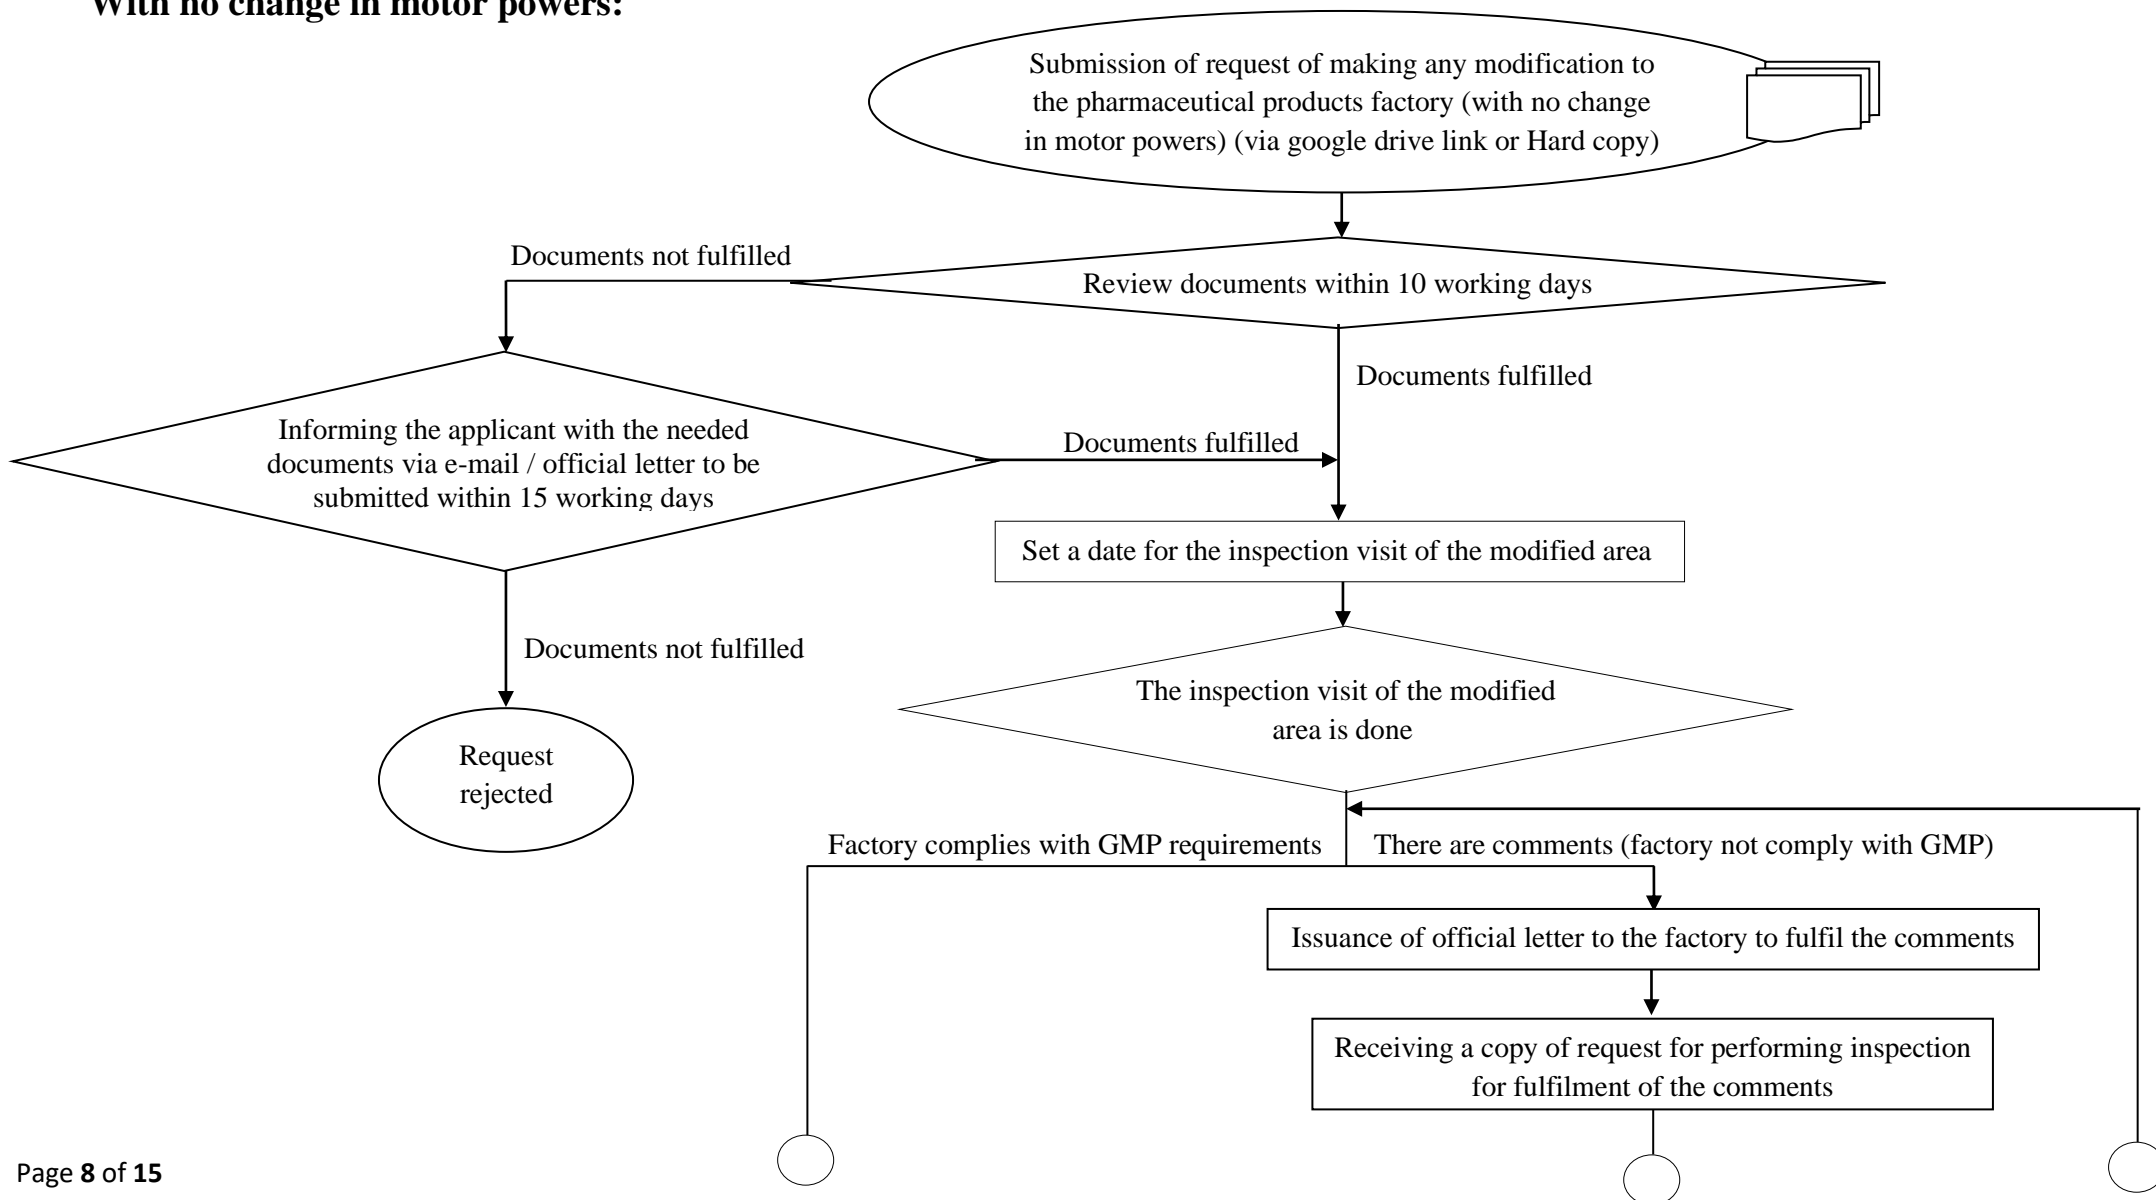 With no change in motor powers:
Submission of request of making any modification to
the pharmaceutical products factory (with no change
in motor powers) (via google drive link or Hard copy)
Documents not fulfilled
Review documents within 10 working days
Documents fulfilled
Informing the applicant with the needed
documents via e-mail / official letter to be
submitted within 15 working days
Documents fulfilled
Set a date for the inspection visit of the modified area
Documents not fulfilled
The inspection visit of the modified
area is done
Request
rejected
Factory complies with GMP requirements
There are comments (factory not comply with GMP)
Issuance of official letter to the factory to fulfil the comments
Receiving a copy of request for performing inspection
for fulfilment of the comments
Page 8 of 15